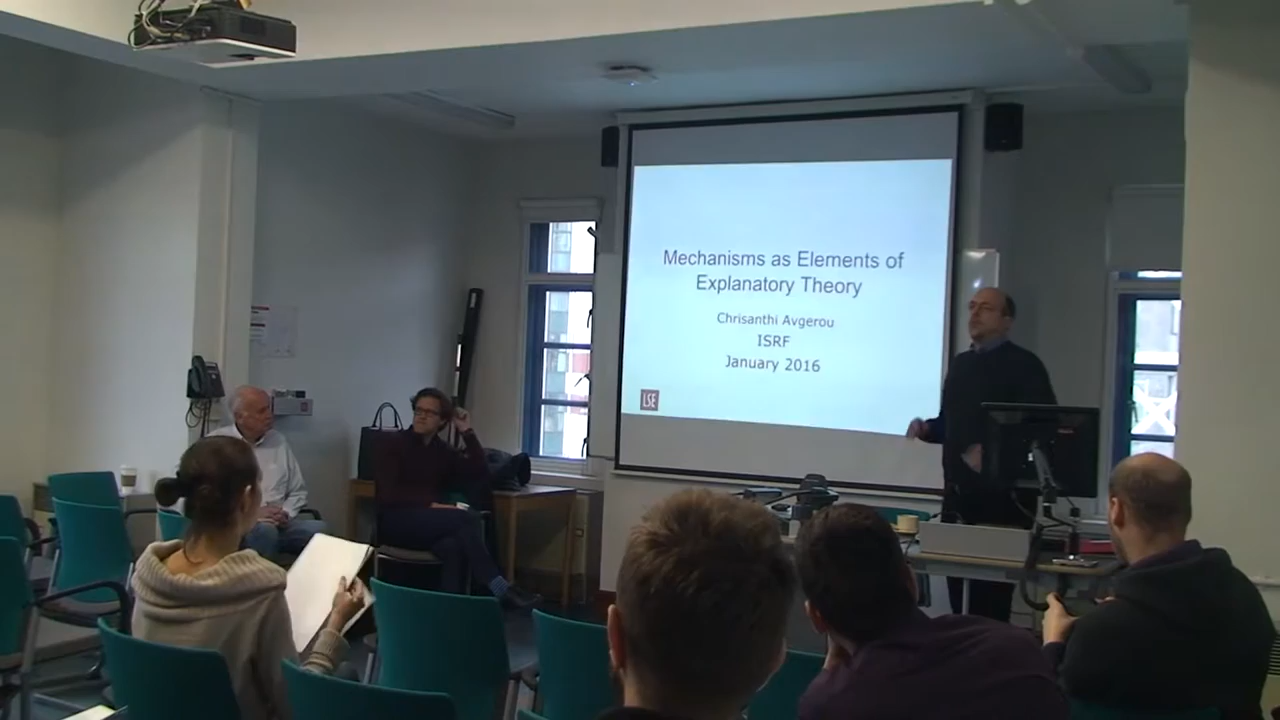 Mechanisms as Elements of
Explanatory Theory
Chrisanthi Avgerou
ISRF
January 2016
LSE